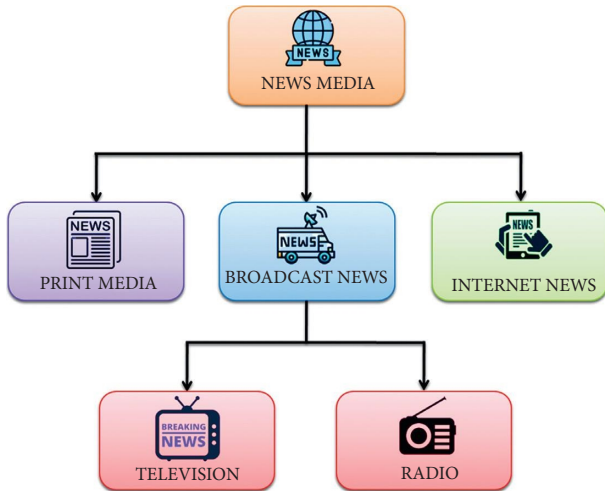 NEWS
NEWS MEDIA
NEWS
PRINT MEDIA
NEWS
BROADCAST NEWS
NEWS
INTERNET NEWS
BREAKING
NEWS
TELEVISION
RADIO